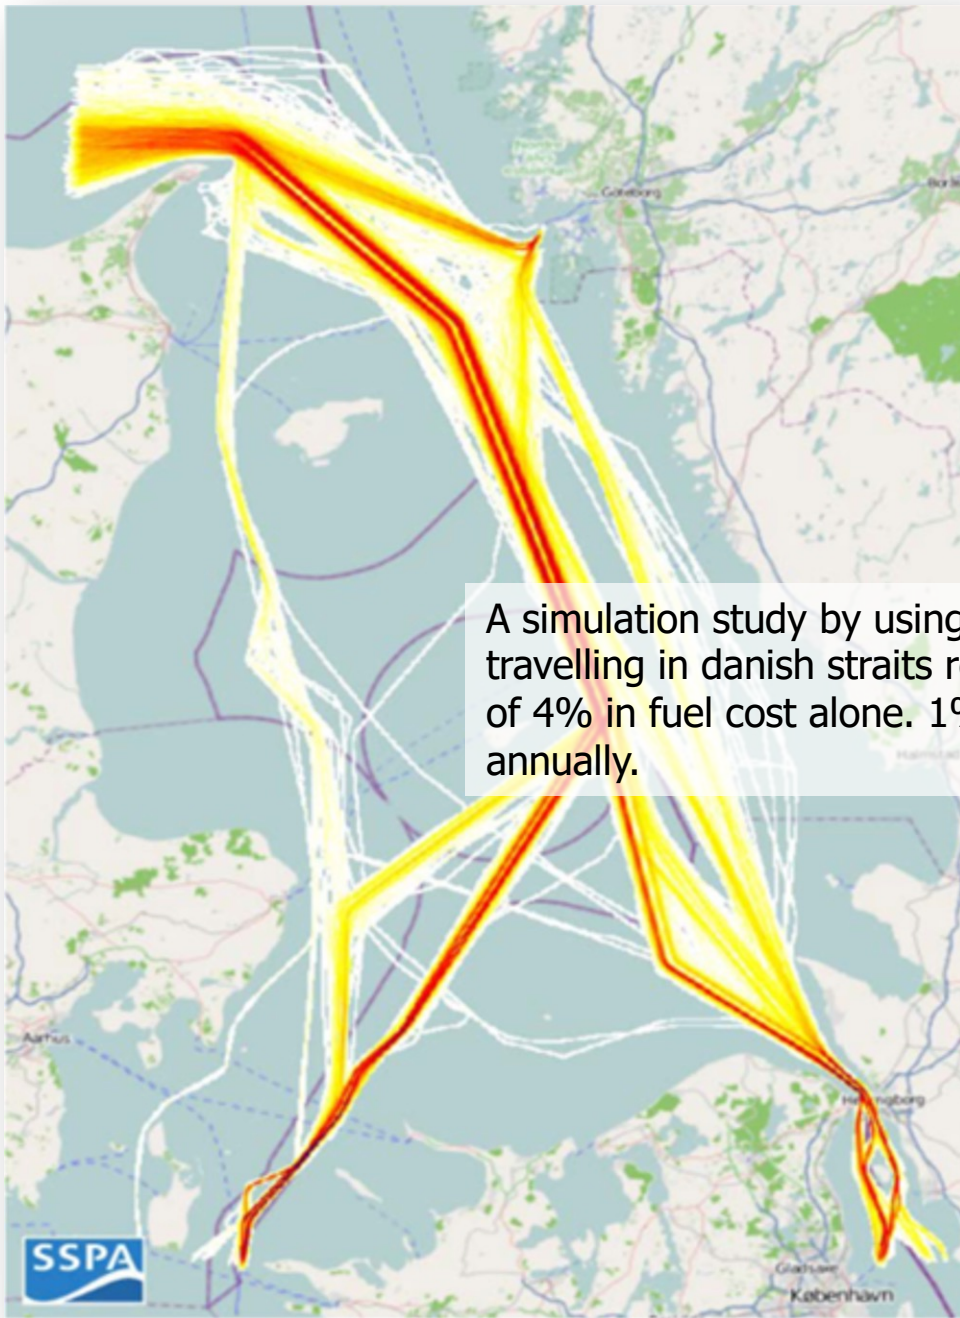 Göteborg
A simulation study by using
travelling in danish straits r
of 4% in fuel cost alone. 1%
annually.
Aarhus
Helsingborg
SSPA
Gladsaxe
København